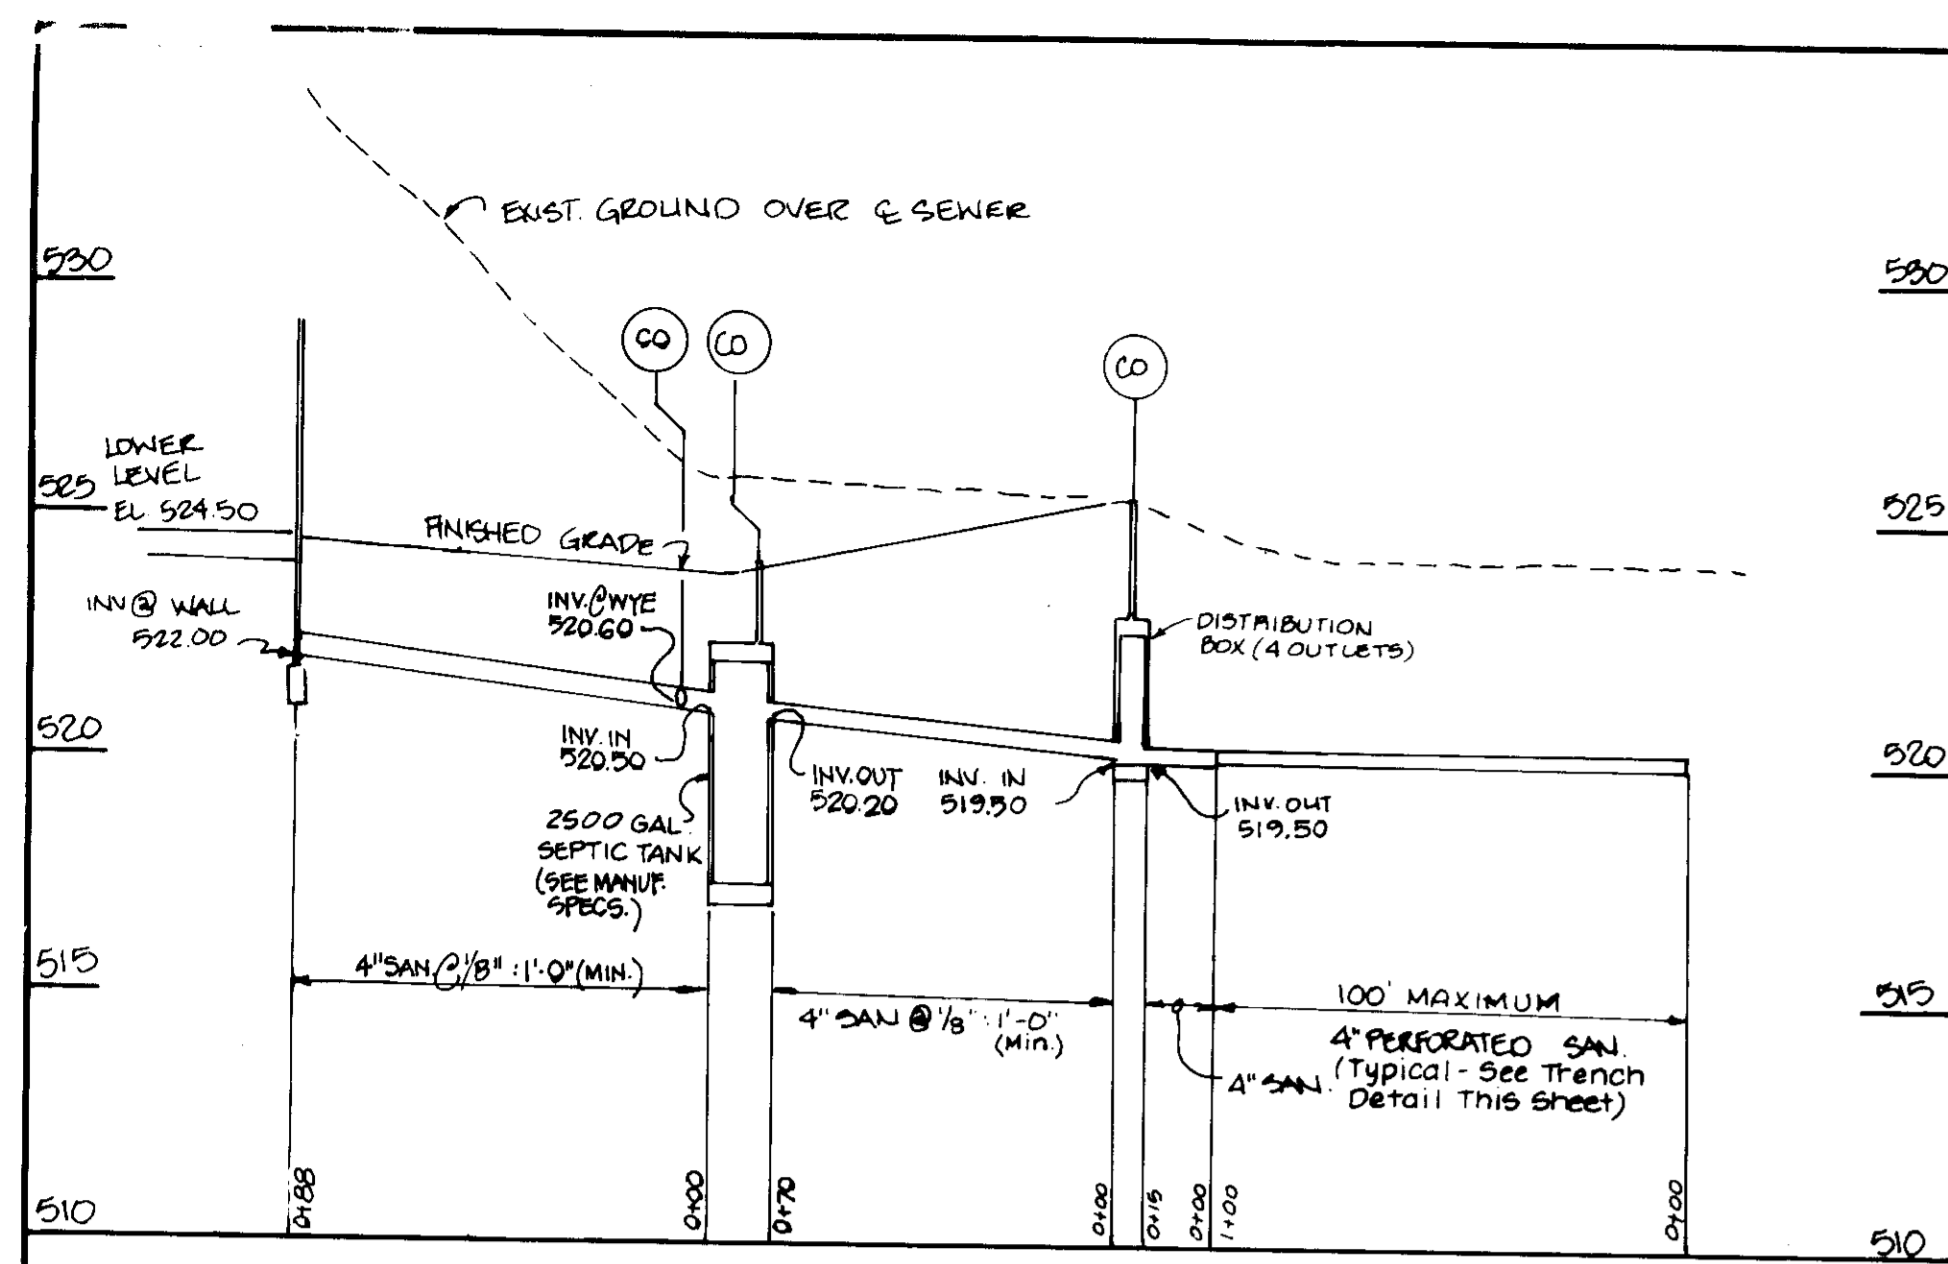 EXIST. GROUND OVER ℄ SEWER
530
530
CO
CO
CO
LOWER
LEVEL
EL. 524.50
525
525
FINISHED GRADE
INV @ WALL
522.00
INV. @ WYE
520.60
DISTRIBUTION
BOX (4 OUTLETS)
520
520
INV. IN
520.50
INV. OUT
520.20
INV. IN
519.50
INV. OUT
519.50
2500 GAL.
SEPTIC TANK
(SEE MANUF.
SPECS.)
515
515
4" SAN. @ 1/8" : 1'-0" (MIN.)
4" SAN @ 1/8" : 1'-0"
(Min.)
100' MAXIMUM
4" PERFORATED SAN.
(Typical - See Trench
Detail This Sheet)
4" SAN.
0+88
0+00
0+70
0+00
0+15
0+00
1+00
0+00
510
510